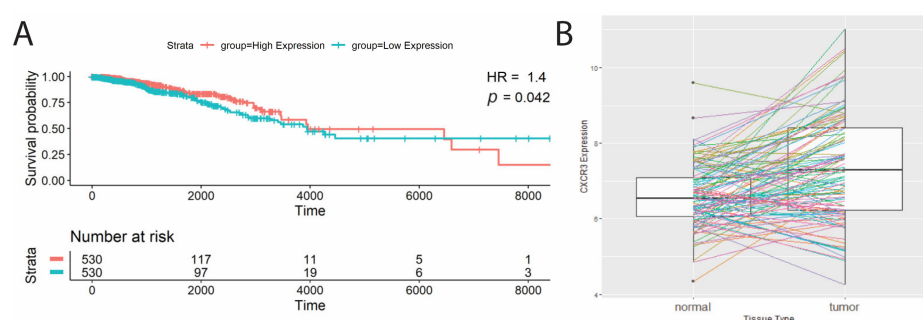 A
Strata group=High Expression group=Low Expression
HR = 1.4
p = 0.042
Survival probability
1.00
0.75
0.50
0.25
0 2000 4000 6000 8000
Time
Number at risk
Strata
530 117 11 5 1
530 97 19 6 3
0 2000 4000 6000 8000
Time
B
CXCR3 Expression
10
8
6
4
normal tumor
Tissue Type